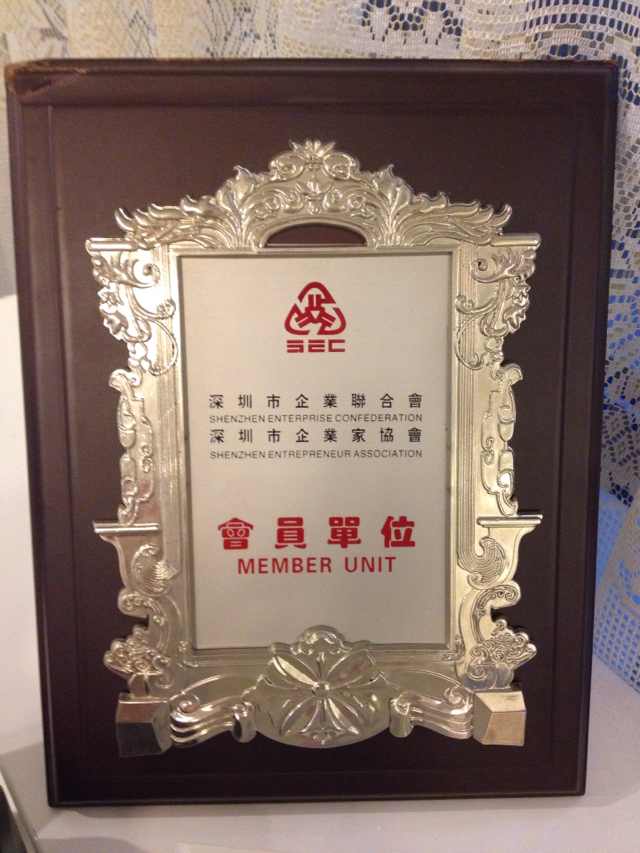 SEC
深圳市企業聯合會
SHENZHEN ENTERPRISE CONFEDERATION
深圳市企業家協會
SHENZHEN ENTREPRENEUR ASSOCIATION
會員單位
MEMBER UNIT